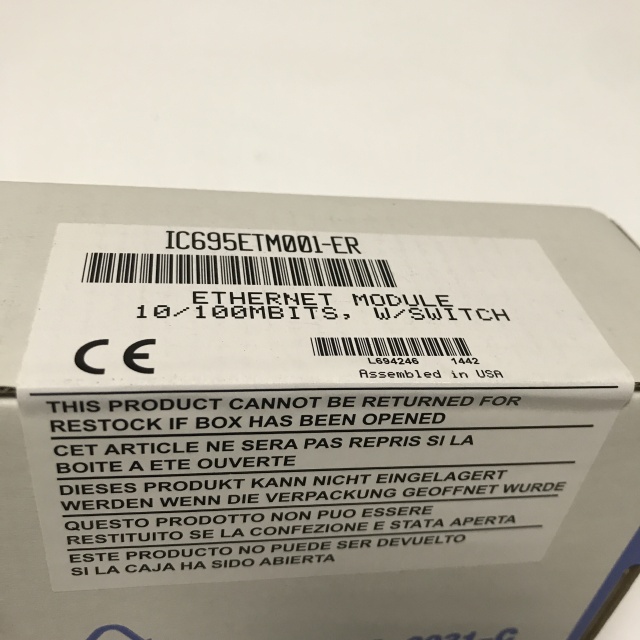 IC695ETM001-ER
ETHERNET MODULE
10/100MBITS, W/SWITCH
CE
L694246 1442
Assembled in USA
THIS PRODUCT CANNOT BE RETURNED FOR
RESTOCK IF BOX HAS BEEN OPENED
CET ARTICLE NE SERA PAS REPRIS SI LA
BOITE A ETE OUVERTE
DIESES PRODUKT KANN NICHT EINGELAGERT
WERDEN WENN DIE VERPACKUNG GEOFFNET WURDE
QUESTO PRODOTTO NON PUO ESSERE
RESTITUITO SE LA CONFEZIONE E STATA APERTA
ESTE PRODUCTO NO PUEDE SER DEVUELTO
SI LA CAJA HA SIDO ABIERTA